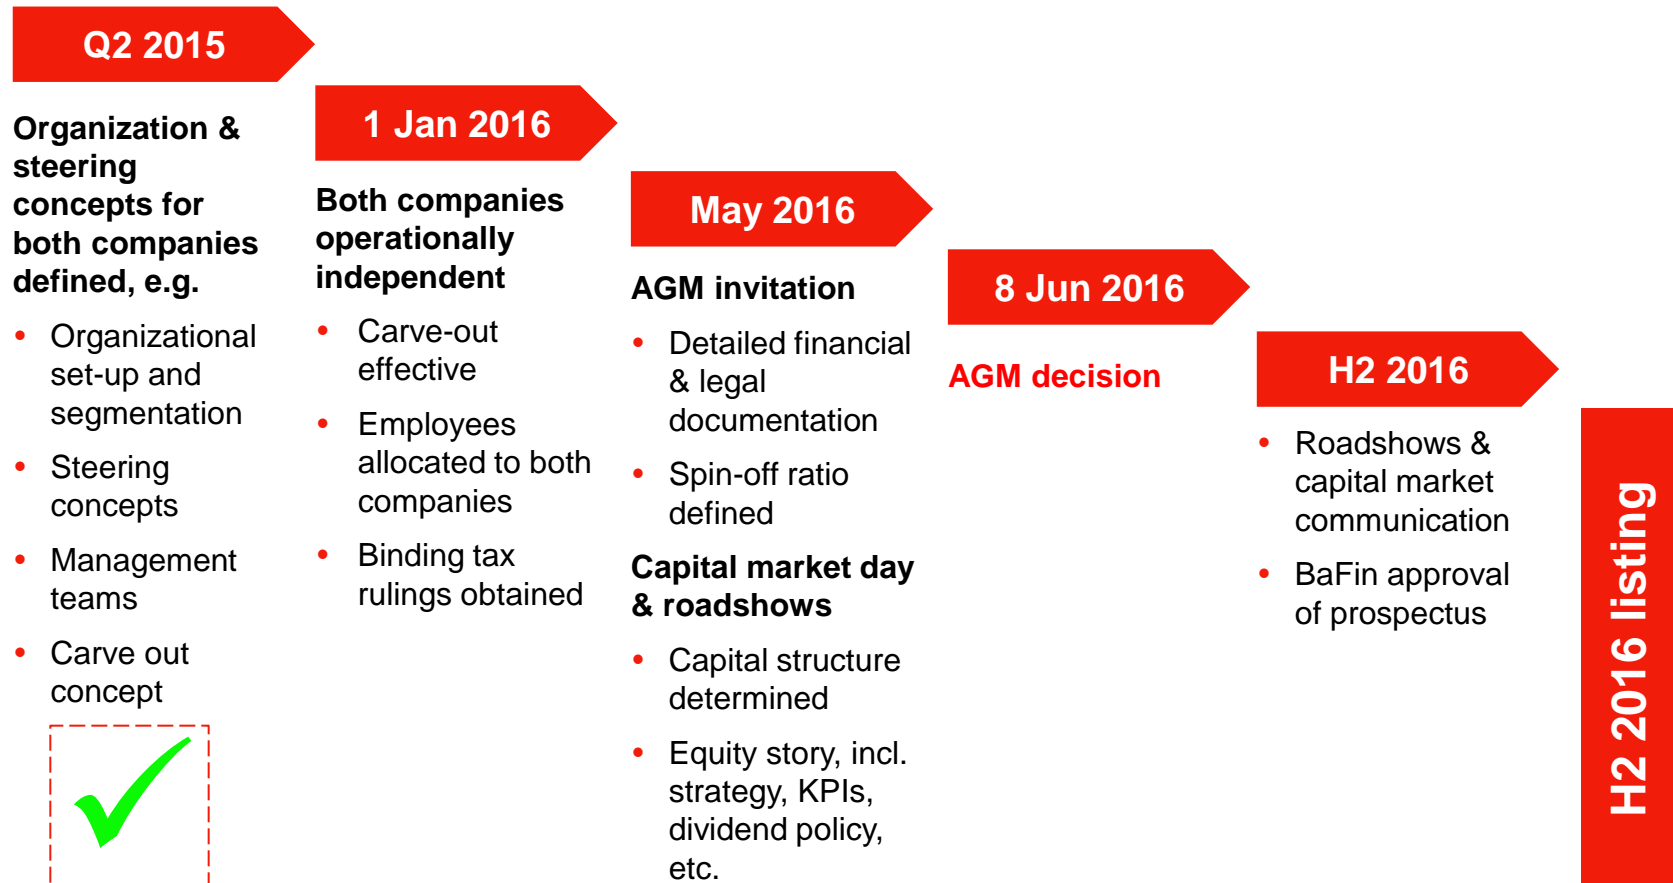 Q2 2015
Organization &
steering
concepts for
both companies
defined, e.g.
• Organizational
set-up and
segmentation
• Steering
concepts
• Management
teams
• Carve out
concept
1 Jan 2016
Both companies
operationally
independent
• Carve-out
effective
• Employees
allocated to both
companies
• Binding tax
rulings obtained
May 2016
AGM invitation
• Detailed financial
& legal
documentation
• Spin-off ratio
defined
Capital market day
& roadshows
• Capital structure
determined
• Equity story, incl.
strategy, KPIs,
dividend policy,
etc.
8 Jun 2016
AGM decision
H2 2016
• Roadshows &
capital market
communication
• BaFin approval
of prospectus
H2 2016 listing